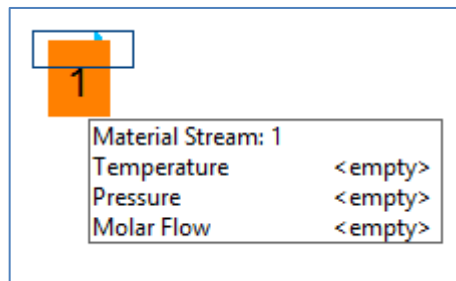 1
Material Stream: 1
Temperature <empty>
Pressure <empty>
Molar Flow <empty>